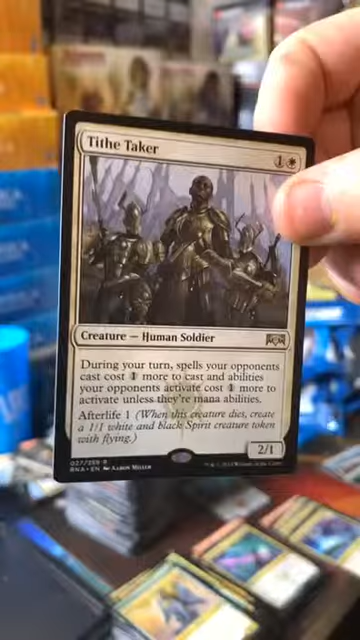 Tithe Taker
1
Creature — Human Soldier
During your turn, spells your opponents
cast cost 1 more to cast and abilities
your opponents activate cost 1 more to
activate unless they're mana abilities.
Afterlife 1 (When this creature dies, create
a 1/1 white and black Spirit creature token
with flying.)
2/1
027/259 R
RNA • EN Aaron Miller